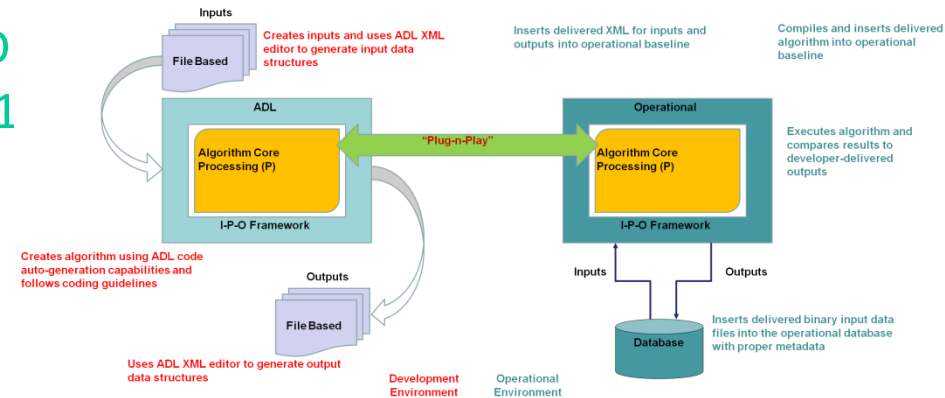 Inputs
Creates inputs and uses ADL XML
editor to generate input data
structures
File Based
Inserts delivered XML for inputs and
outputs into operational baseline
Compiles and inserts delivered
algorithm into operational
baseline
1
ADL
Operational
"Plug-n-Play"
Algorithm Core
Processing (P)
Algorithm Core
Processing (P)
Executes algorithm and
compares results to
developer-delivered
outputs
I-P-O Framework
I-P-O Framework
Creates algorithm using ADL code
auto-generation capabilities and
follows coding guidelines
Outputs
File Based
Inputs
Outputs
Database
Inserts delivered binary input data
files into the operational database
with proper metadata
Uses ADL XML editor to generate output
data structures
Development
Environment
Operational
Environment